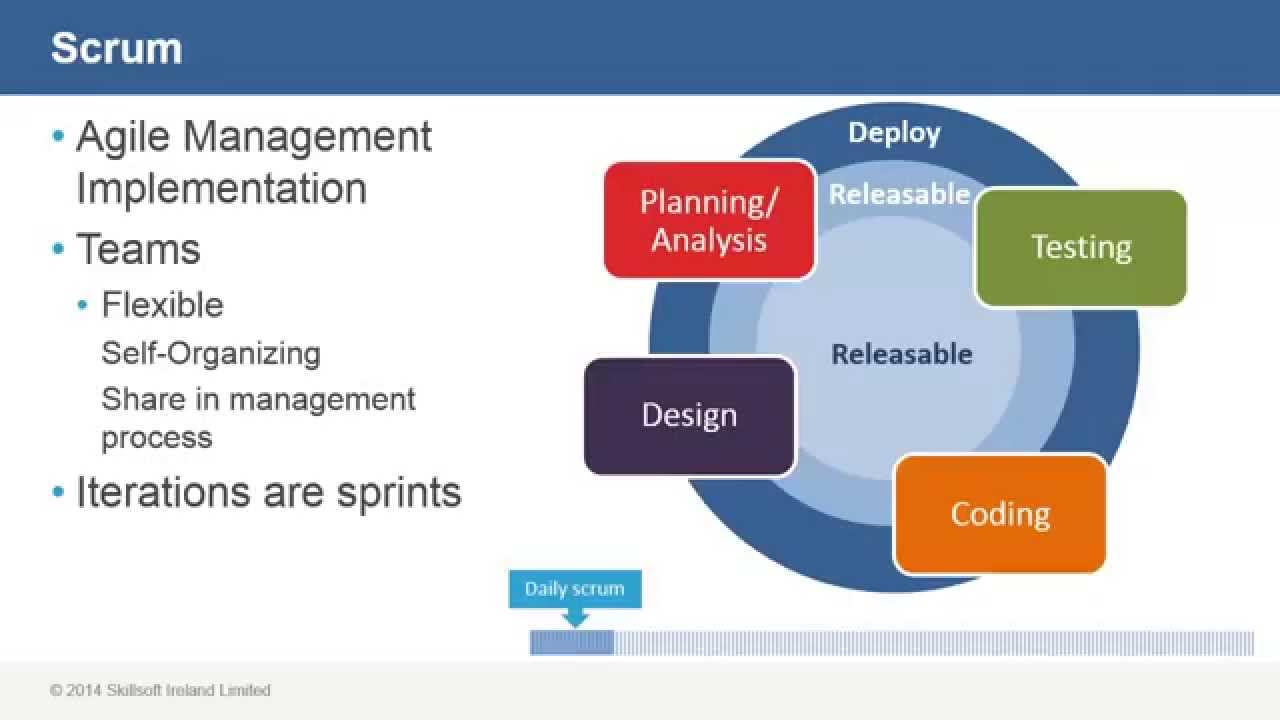 Scrum
• Agile Management
Implementation
• Teams
• Flexible
Self-Organizing
Share in management
process
• Iterations are sprints
Deploy
Releasable
Planning/
Analysis
Testing
Releasable
Design
Coding
Daily scrum
© 2014 Skillsoft Ireland Limited